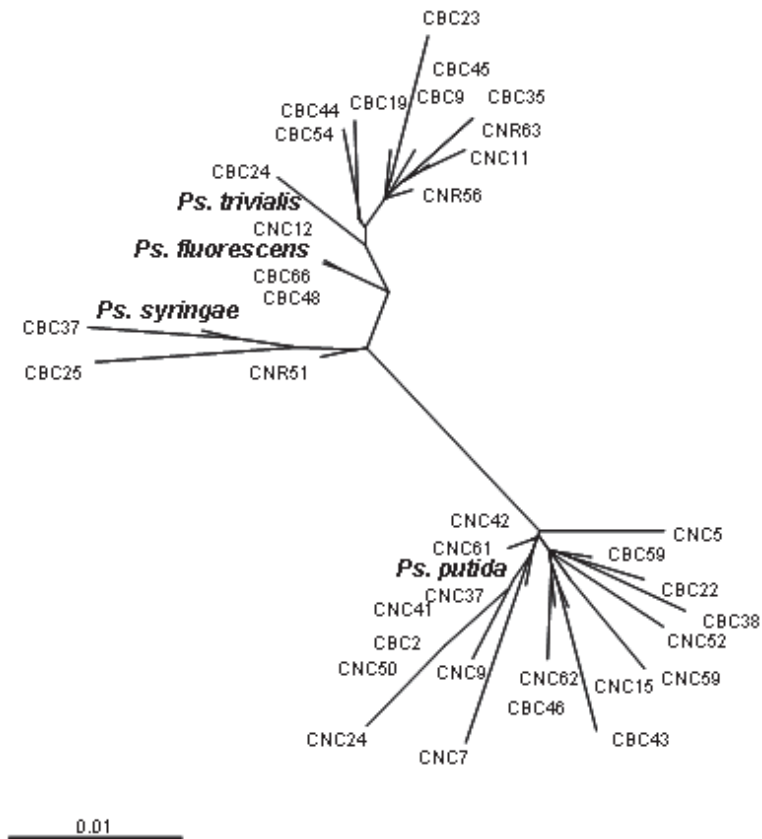 CBC23
CBC45
CBC44 CBC19 CBC9 CBC35
CBC54 CNR63
CNC11
CBC24
Ps. trivialis CNR56
CNC12
Ps. fluorescens
CBC66
CBC48
Ps. syringae
CBC37
CBC25 CNR51
CNC42
CNC5
CNC61 CBC59
Ps. putida
CNC37 CBC22
CNC41
CBC38
CBC2 CNC52
CNC50 CNC9 CNC62 CNC15 CNC59
CBC46
CNC24 CBC43
CNC7
0.01